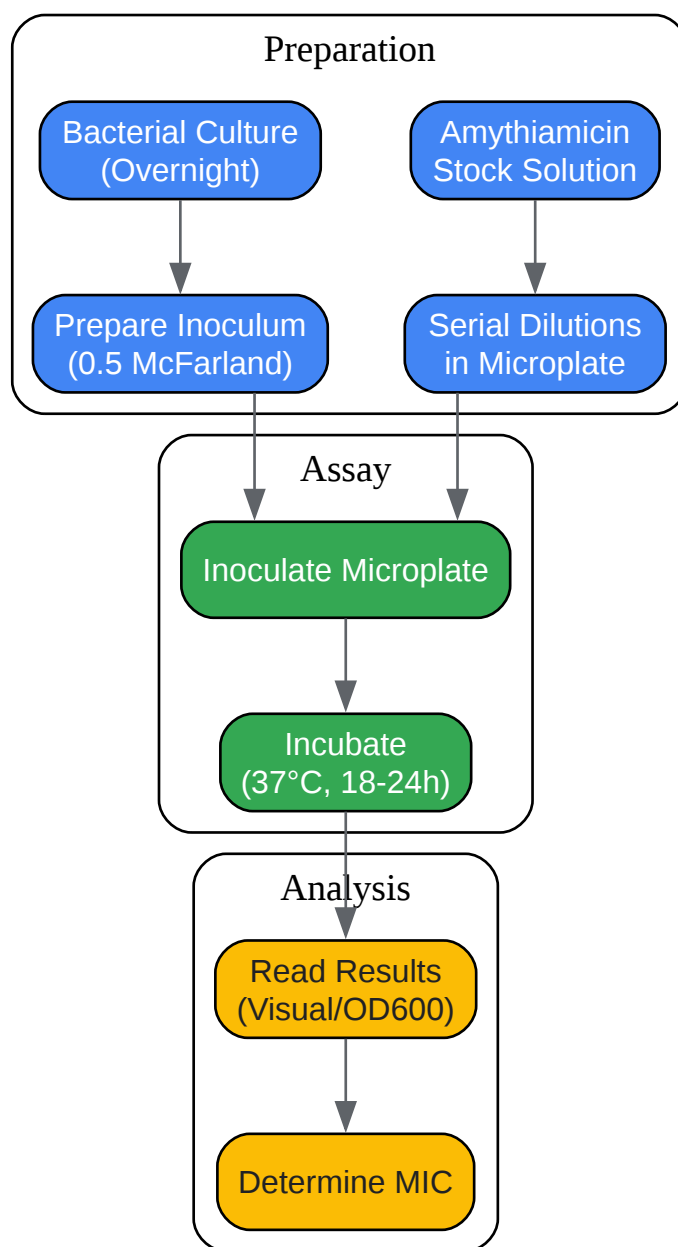 Preparation
Bacterial Culture
(Overnight)
Amythiamicin
Stock Solution
Prepare Inoculum
(0.5 McFarland)
Serial Dilutions
in Microplate
Assay
Inoculate Microplate
Incubate
(37°C, 18-24h)
Analysis
Read Results
(Visual/OD600)
Determine MIC